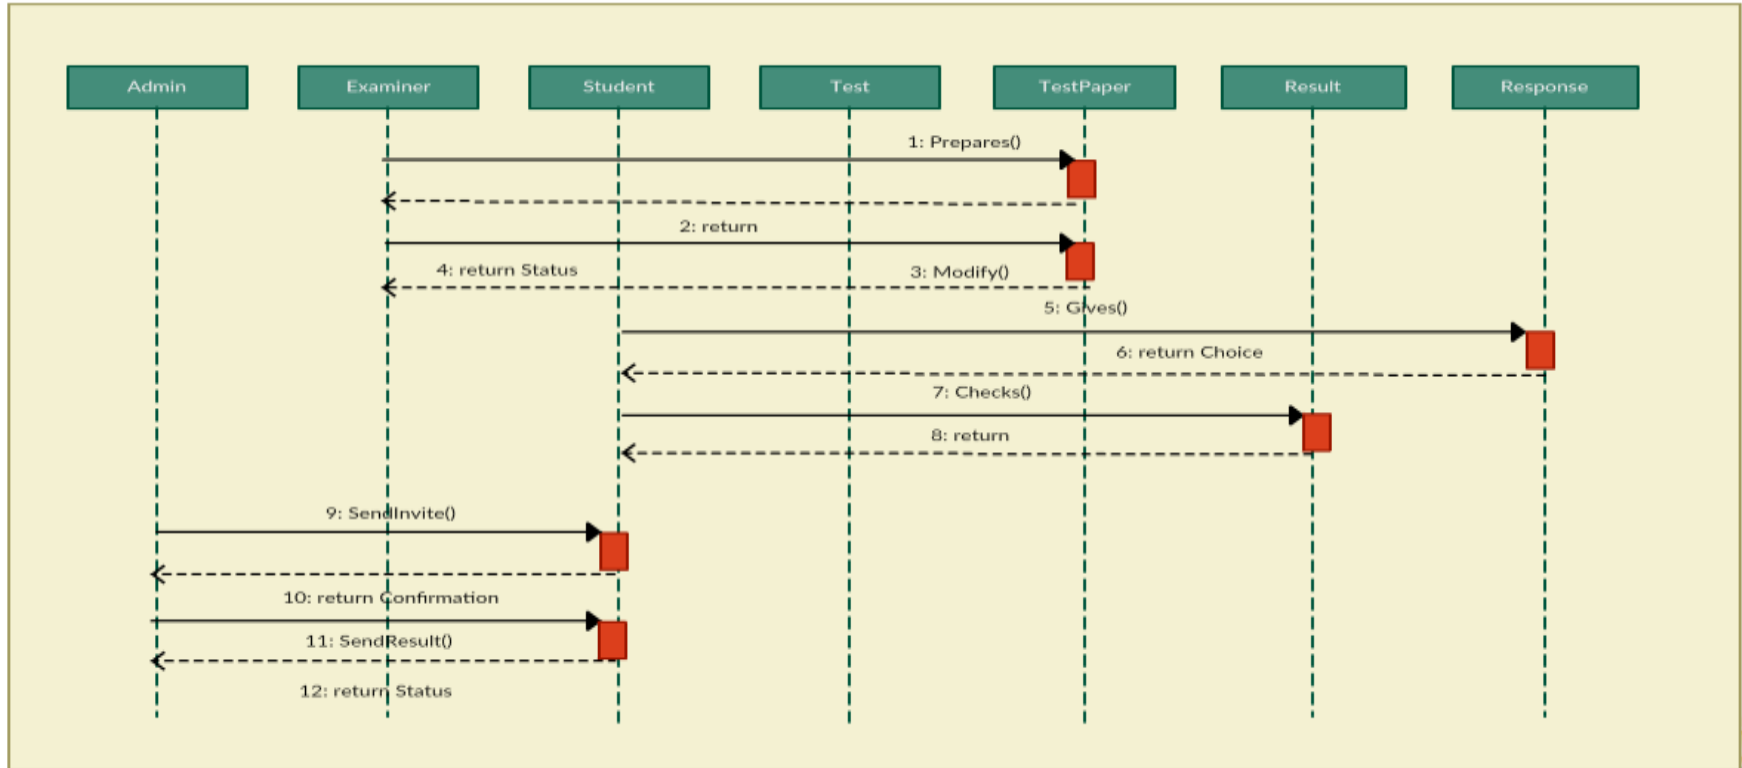 Admin
Examiner
Student
Test
TestPaper
Result
Response
1: Prepares()
2: return
4: return Status
3: Modify()
5: Gives()
6: return Choice
7: Checks()
8: return
9: SendInvite()
10: return Confirmation
11: SendResult()
12: return Status